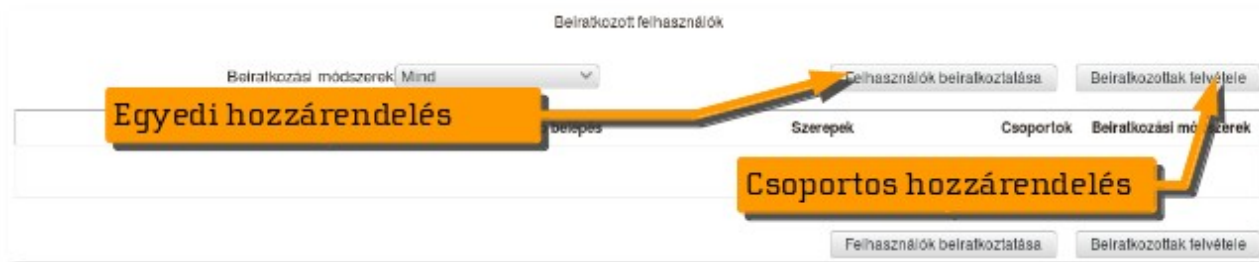 Beiratkozott felhasználók
Beiratkozási módszerek Mind
Felhasználók beiratkoztatása Beiratkozottak felvétele
Egyedi hozzárendelés
belépés Szerepek Csoportok Beiratkozási
Csoportos hozzárendelés
Felhasználók beiratkoztatása Beiratkozottak felvétele